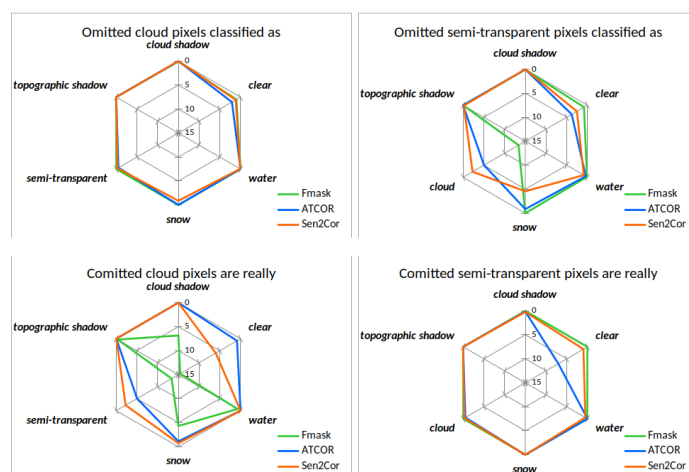 Omitted cloud pixels classified as
cloud shadow
0
topographic shadow
clear
5
10
15
semi-transparent
water
snow
Fmask
ATCOR
Sen2Cor
Omitted semi-transparent pixels classified as
cloud shadow
0
topographic shadow
clear
5
10
15
cloud
water
snow
Fmask
ATCOR
Sen2Cor
Comitted cloud pixels are really
cloud shadow
0
topographic shadow
clear
5
10
15
semi-transparent
water
snow
Fmask
ATCOR
Sen2Cor
Comitted semi-transparent pixels are really
cloud shadow
0
topographic shadow
clear
5
10
15
cloud
water
snow
Fmask
ATCOR
Sen2Cor